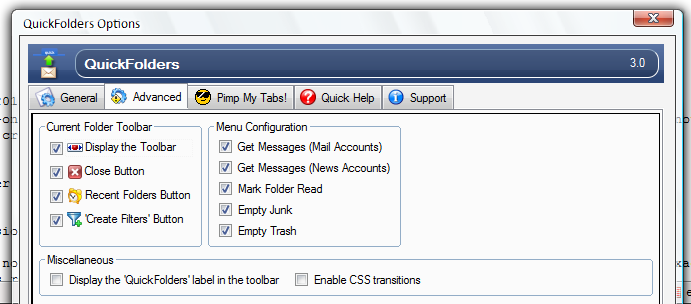 QuickFolders Options
QuickFolders 3.0
General Advanced Pimp My Tabs! Quick Help Support
Current Folder Toolbar
Display the Toolbar
Close Button
Recent Folders Button
'Create Filters' Button
Menu Configuration
Get Messages (Mail Accounts)
Get Messages (News Accounts)
Mark Folder Read
Empty Junk
Empty Trash
Miscellaneous
Display the 'QuickFolders' label in the toolbar Enable CSS transitions